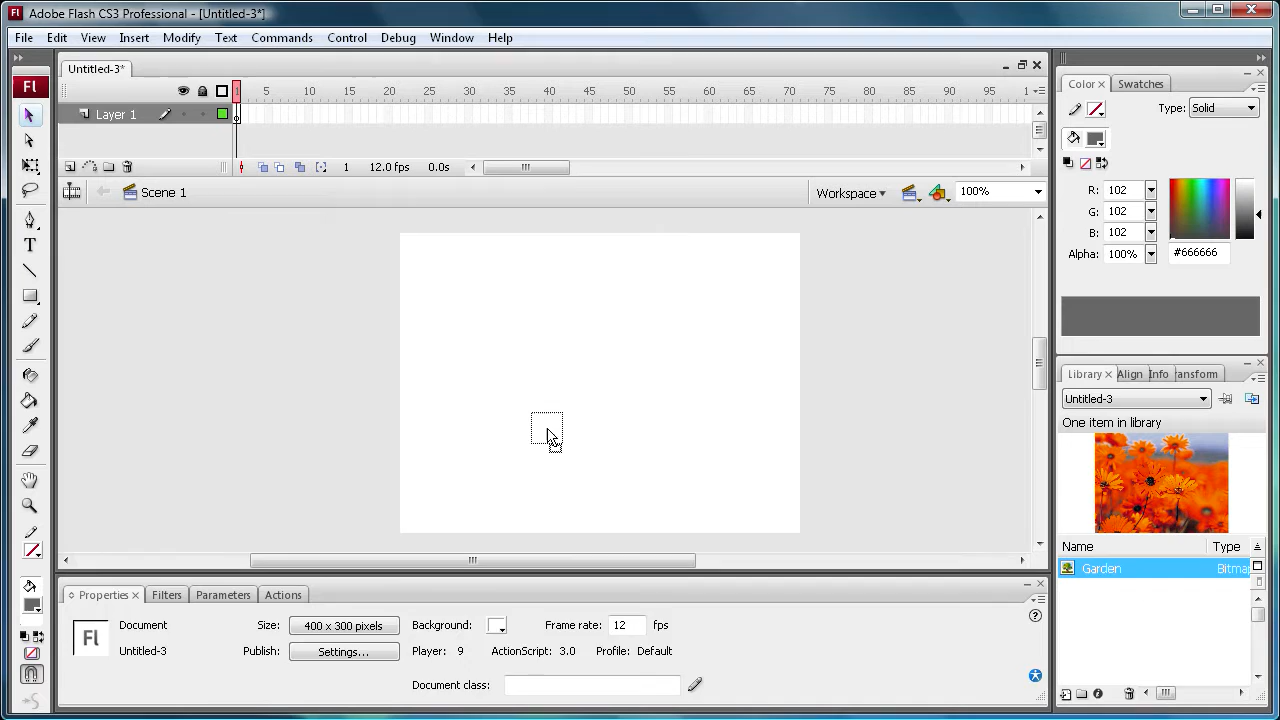 Fl Adobe Flash CS3 Professional - [Untitled-3*]
File Edit View Insert Modify Text Commands Control Debug Window Help
Untitled-3*
1 5 10 15 20 25 30 35 40 45 50 55 60 65 70 75 80 85 90 95 1
Layer 1
1 12.0 fps 0.0s
Scene 1 Workspace 100%
Fl
T
Color Swatches
Type: Solid
R: 102
G: 102
B: 102
Alpha: 100% #666666
Library Align Info ransform
Untitled-3
One item in library
Name Type
Garden Bitma
Properties Filters Parameters Actions
Fl Document Size: 400 x 300 pixels Background: Frame rate: 12 fps
Untitled-3 Publish: Settings... Player: 9 ActionScript: 3.0 Profile: Default
Document class: